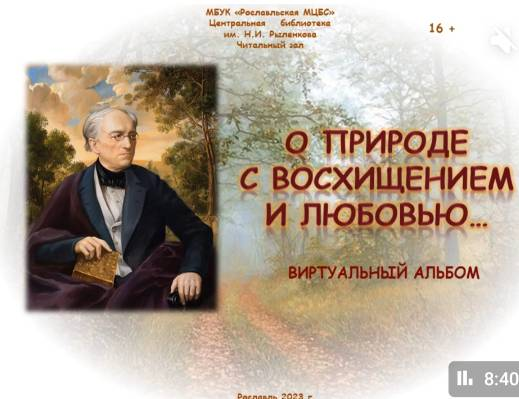 МБУК «Рославльская МЦБС»
Центральная библиотека
им. Н.И. Рыленкова
Читальный зал
16 +
О ПРИРОДЕ
С ВОСХИЩЕНИЕМ
И ЛЮБОВЬЮ...
ВИРТУАЛЬНЫЙ АЛЬБОМ
8:40
Рославль 2023 г